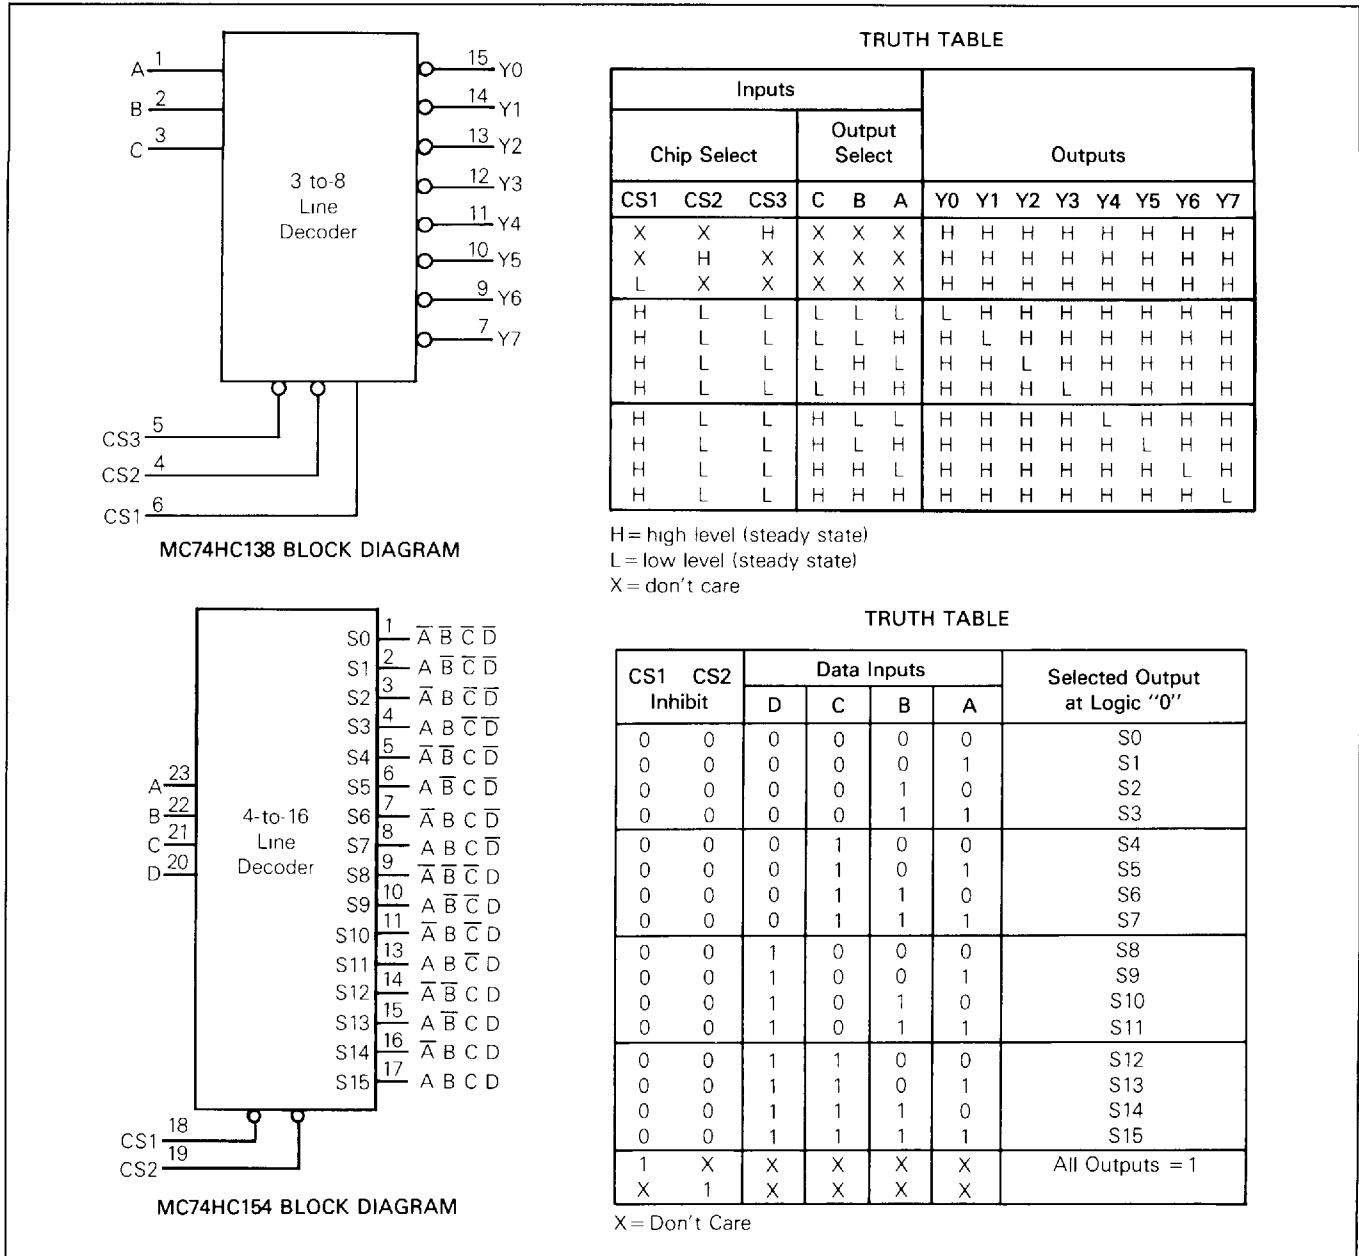 A 1
B 2
C 3
3 to-8
Line
Decoder
15 Y0
14 Y1
13 Y2
12 Y3
11 Y4
10 Y5
9 Y6
7 Y7
CS3 5
CS2 4
CS1 6
MC74HC138 BLOCK DIAGRAM
TRUTH TABLE
Inputs
Chip Select Output Select Outputs
CS1 CS2 CS3 C B A Y0 Y1 Y2 Y3 Y4 Y5 Y6 Y7
X X H X X X H H H H H H H H
X H X X X X H H H H H H H H
L X X X X X H H H H H H H H
H L L L L L L H H H H H H H
H L L L L H H L H H H H H H
H L L L H L H H L H H H H H
H L L L H H H H H L H H H H
H L L H L L H H H H L H H H
H L L H L H H H H H H L H H
H L L H H L H H H H H H L H
H L L H H H H H H H H H H L
H = high level (steady state)
L = low level (steady state)
X = don't care
A 23
B 22
C 21
D 20
4-to-16
Line
Decoder
S0 1 A̅ B̅ C̅ D̅
S1 2 A B̅ C̅ D̅
S2 3 A̅ B C̅ D̅
S3 4 A B C̅ D̅
S4 5 A̅ B̅ C D̅
S5 6 A B̅ C D̅
S6 7 A̅ B C D̅
S7 8 A B C D̅
S8 9 A̅ B̅ C̅ D
S9 10 A B̅ C̅ D
S10 11 A̅ B C̅ D
S11 13 A B C̅ D
S12 14 A̅ B̅ C D
S13 15 A B̅ C D
S14 16 A̅ B C D
S15 17 A B C D
CS1 18
CS2 19
MC74HC154 BLOCK DIAGRAM
TRUTH TABLE
CS1 CS2 Data Inputs Selected Output
Inhibit D C B A at Logic "0"
0 0 0 0 0 0 S0
0 0 0 0 0 1 S1
0 0 0 0 1 0 S2
0 0 0 0 1 1 S3
0 0 0 1 0 0 S4
0 0 0 1 0 1 S5
0 0 0 1 1 0 S6
0 0 0 1 1 1 S7
0 0 1 0 0 0 S8
0 0 1 0 0 1 S9
0 0 1 0 1 0 S10
0 0 1 0 1 1 S11
0 0 1 1 0 0 S12
0 0 1 1 0 1 S13
0 0 1 1 1 0 S14
0 0 1 1 1 1 S15
1 X X X X X All Outputs = 1
X 1 X X X X
X = Don't Care